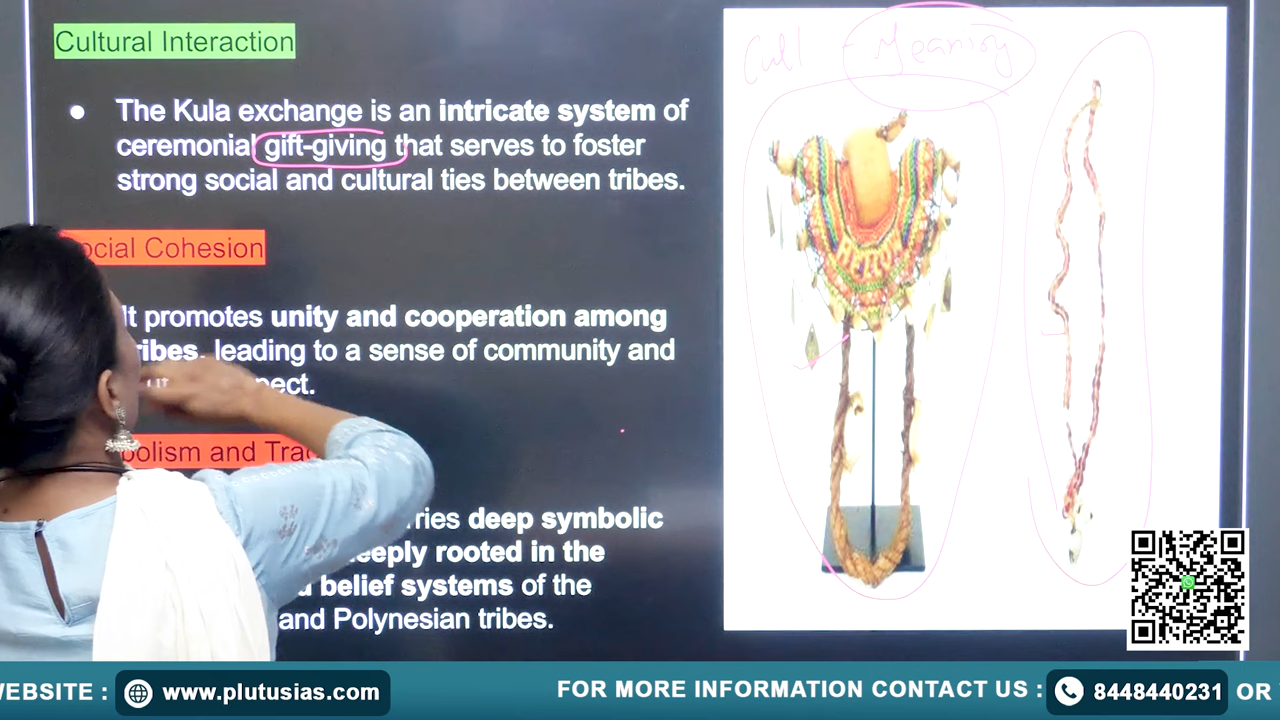 Cultural Interaction
The Kula exchange is an intricate system of
ceremonial gift-giving that serves to foster
strong social and cultural ties between tribes.
ocial Cohesion
It promotes unity and cooperation among
ribes, leading to a sense of community and
pect.
bolism and Tra
rries deep symbolic
eeply rooted in the
belief systems of the
and Polynesian tribes.
Cull - Meaning
HELLO
WEBSITE : www.plutusias.com
FOR MORE INFORMATION CONTACT US : 8448440231 OR